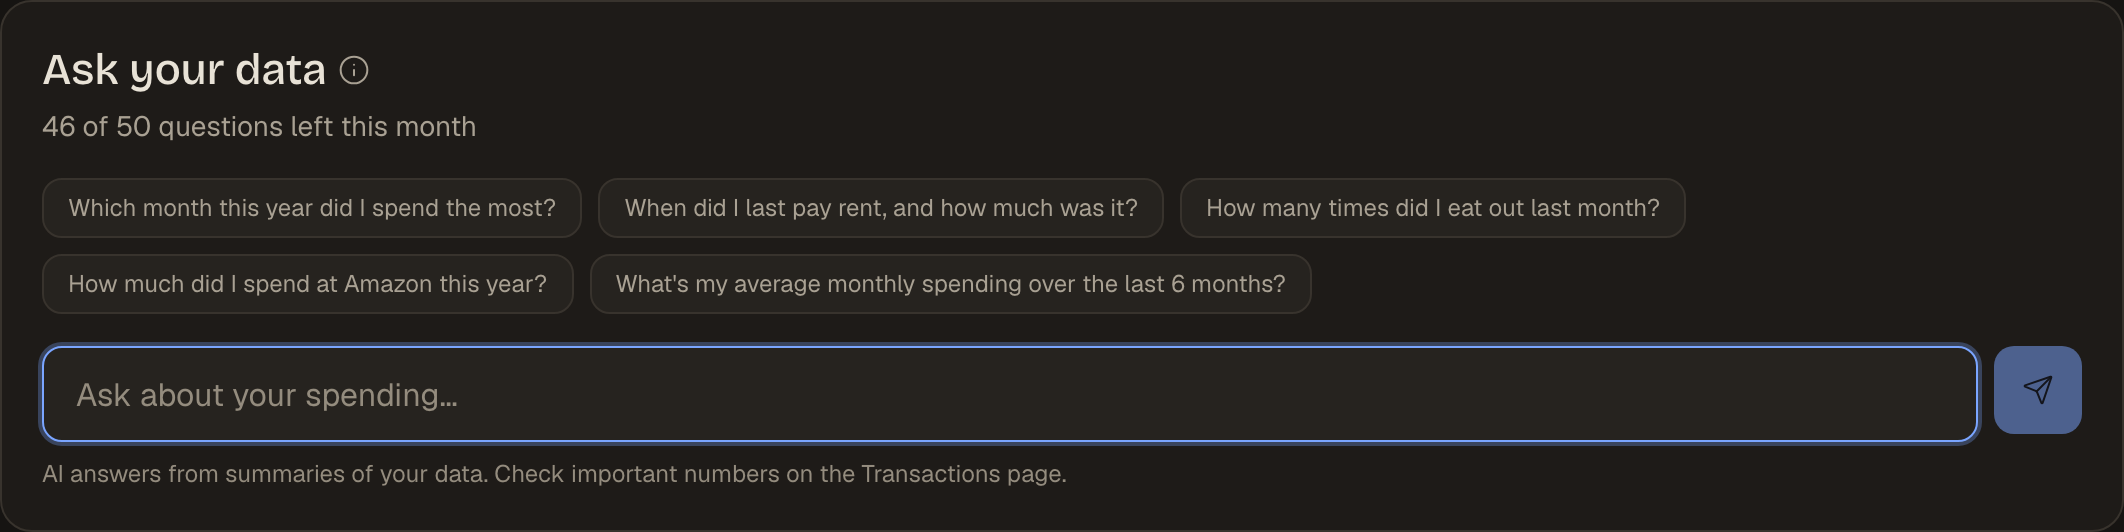 Ask your data
46 of 50 questions left this month
Which month this year did I spend the most?
When did I last pay rent, and how much was it?
How many times did I eat out last month?
How much did I spend at Amazon this year?
What's my average monthly spending over the last 6 months?
Ask about your spending...
AI answers from summaries of your data. Check important numbers on the Transactions page.